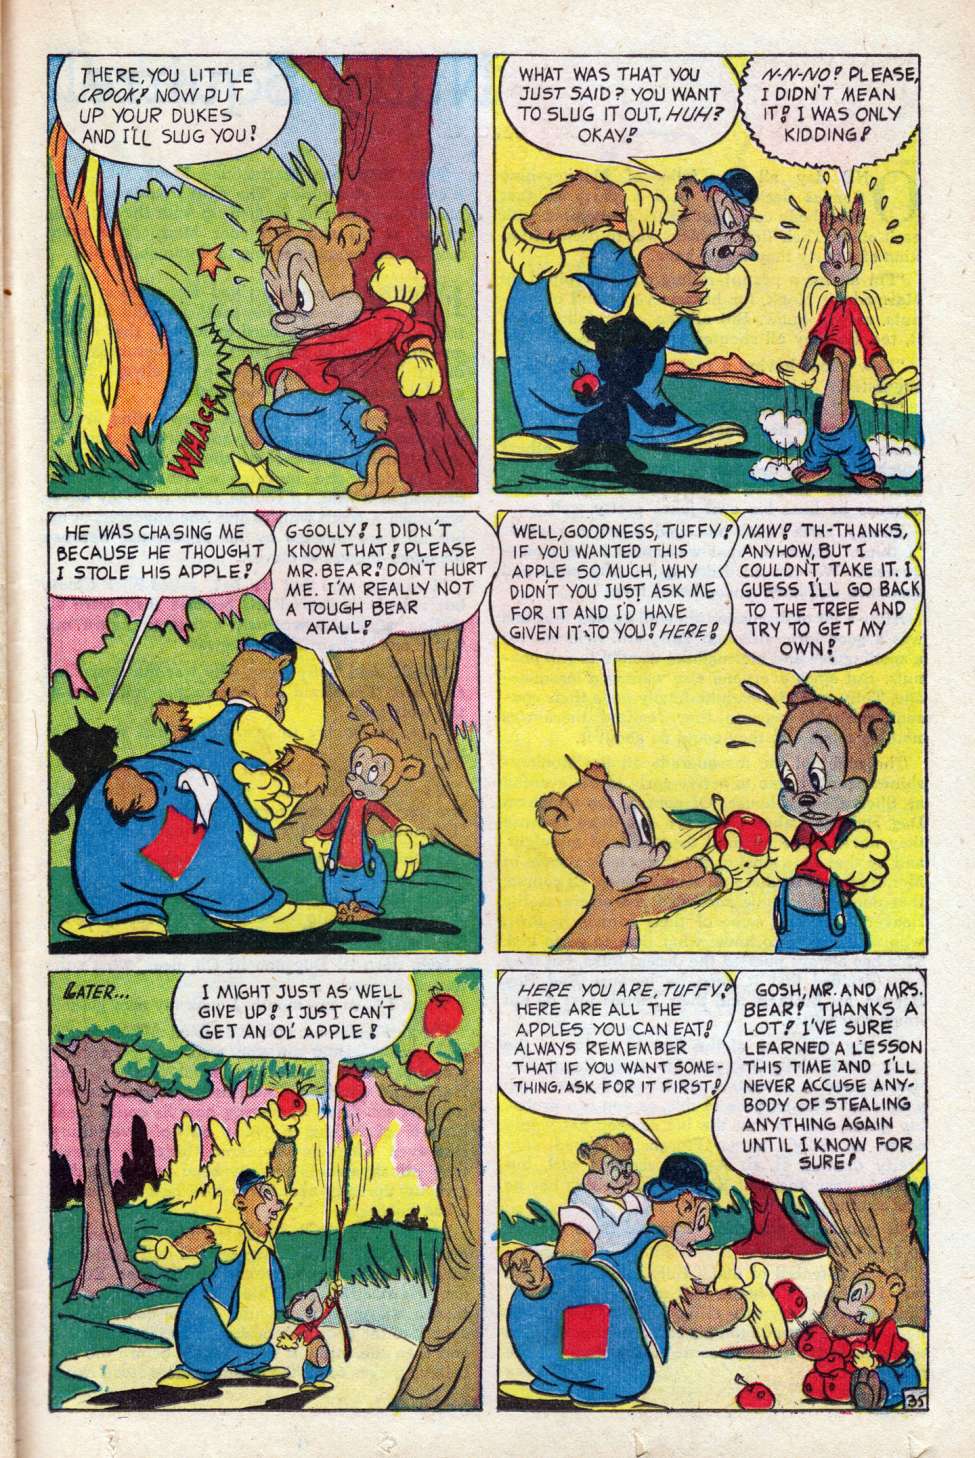 THERE, YOU LITTLE
CROOK! NOW PUT
UP YOUR DUKES
AND I'LL SLUG YOU!
WHACK
WHAT WAS THAT YOU
JUST SAID? YOU WANT
TO SLUG IT OUT, HUH?
OKAY!
N-N-NO! PLEASE,
I DIDN'T MEAN
IT! I WAS ONLY
KIDDING!
HE WAS CHASING ME
BECAUSE HE THOUGHT
I STOLE HIS APPLE!
G-GOLLY! I DIDN'T
KNOW THAT! PLEASE
MR. BEAR! DON'T HURT
ME. I'M REALLY NOT
A TOUGH BEAR
ATALL!
WELL, GOODNESS, TUFFY!
IF YOU WANTED THIS
APPLE SO MUCH, WHY
DIDN'T YOU JUST ASK ME
FOR IT AND I'D HAVE
GIVEN IT TO YOU! HERE!
NAW! TH-THANKS,
ANYHOW, BUT I
COULDN'T TAKE IT. I
GUESS I'LL GO BACK
TO THE TREE AND
TRY TO GET MY
OWN!
LATER...
I MIGHT JUST AS WELL
GIVE UP! I JUST CAN'T
GET AN OL' APPLE!
HERE YOU ARE, TUFFY!
HERE ARE ALL THE
APPLES YOU CAN EAT!
ALWAYS REMEMBER
THAT IF YOU WANT SOME-
THING, ASK FOR IT FIRST!
GOSH, MR. AND MRS.
BEAR! THANKS A
LOT! I'VE SURE
LEARNED A LESSON
THIS TIME AND I'LL
NEVER ACCUSE ANY-
BODY OF STEALING
ANYTHING AGAIN
UNTIL I KNOW FOR
SURE!
35